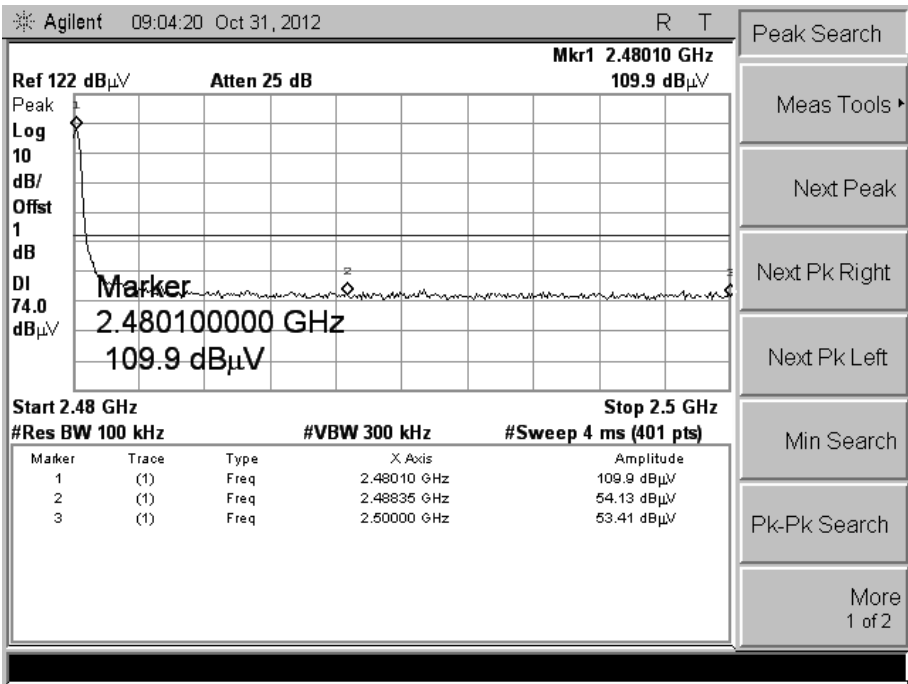 Agilent 09:04:20 Oct 31, 2012 R T
Mkr1 2.48010 GHz
Ref 122 dBµV Atten 25 dB 109.9 dBµV
Peak
Log
10
dB/
Offst
1
dB
DI
74.0
dBµV
1
2
3
Marker
2.480100000 GHz
109.9 dBµV
Start 2.48 GHz Stop 2.5 GHz
#Res BW 100 kHz #VBW 300 kHz #Sweep 4 ms (401 pts)
Marker Trace Type X Axis Amplitude
1 (1) Freq 2.48010 GHz 109.9 dBµV
2 (1) Freq 2.48835 GHz 54.13 dBµV
3 (1) Freq 2.50000 GHz 53.41 dBµV
Peak Search
Meas Tools
Next Peak
Next Pk Right
Next Pk Left
Min Search
Pk-Pk Search
More
1 of 2